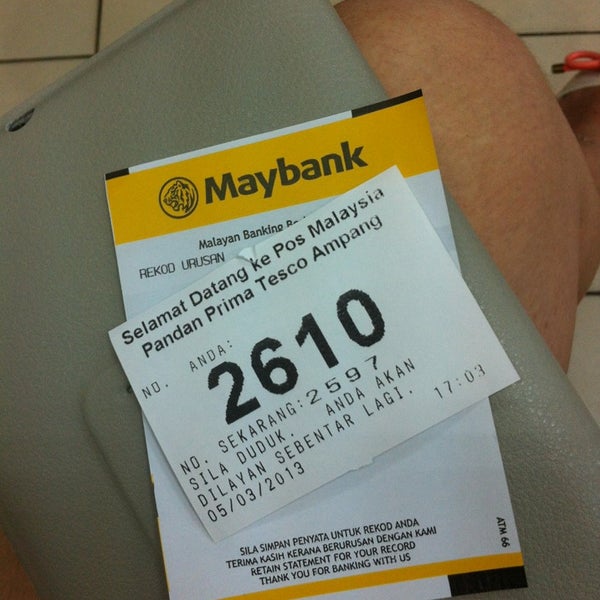 Maybank
Malayan Banking
REKOD URUSAN
Selamat Datang ke Pos Malaysia
Pandan Prima Tesco Ampang
NO. ANDA:
2610
NO. SEKARANG:2597
SILA DUDUK. ANDA AKAN
DILAYAN SEBENTAR LAGI.
05/03/2013 17:03
SILA SIMPAN PENYATA UNTUK REKOD ANDA
TERIMA KASIH KERANA BERURUSAN DENGAN KAMI
RETAIN STATEMENT FOR YOUR RECORD
THANK YOU FOR BANKING WITH US
ATM 66